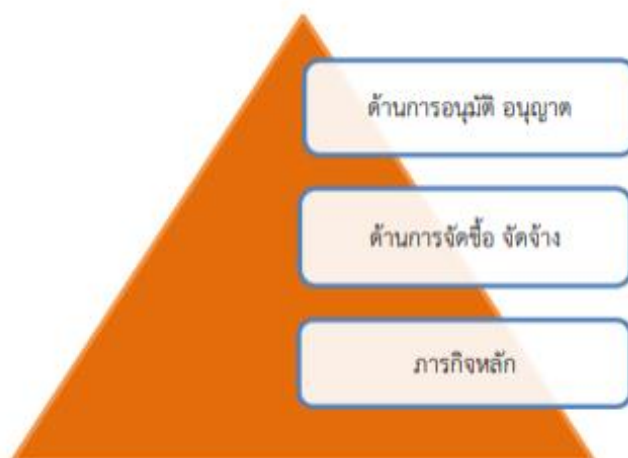 ด้านการอนุมัติ อนุญาต
ด้านการจัดซื้อ จัดจ้าง
ภารกิจหลัก